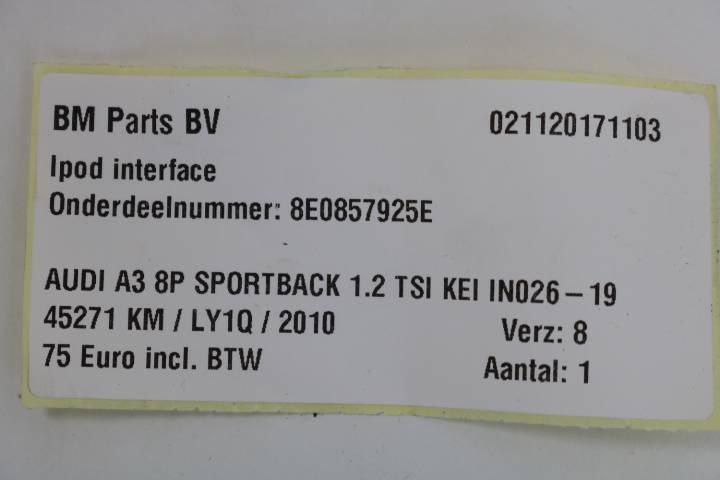 BM Parts BV 021120171103
Ipod interface
Onderdeelnummer: 8E0857925E
AUDI A3 8P SPORTBACK 1.2 TSI KEI IN026-19
45271 KM / LY1Q / 2010 Verz: 8
75 Euro incl. BTW Aantal: 1